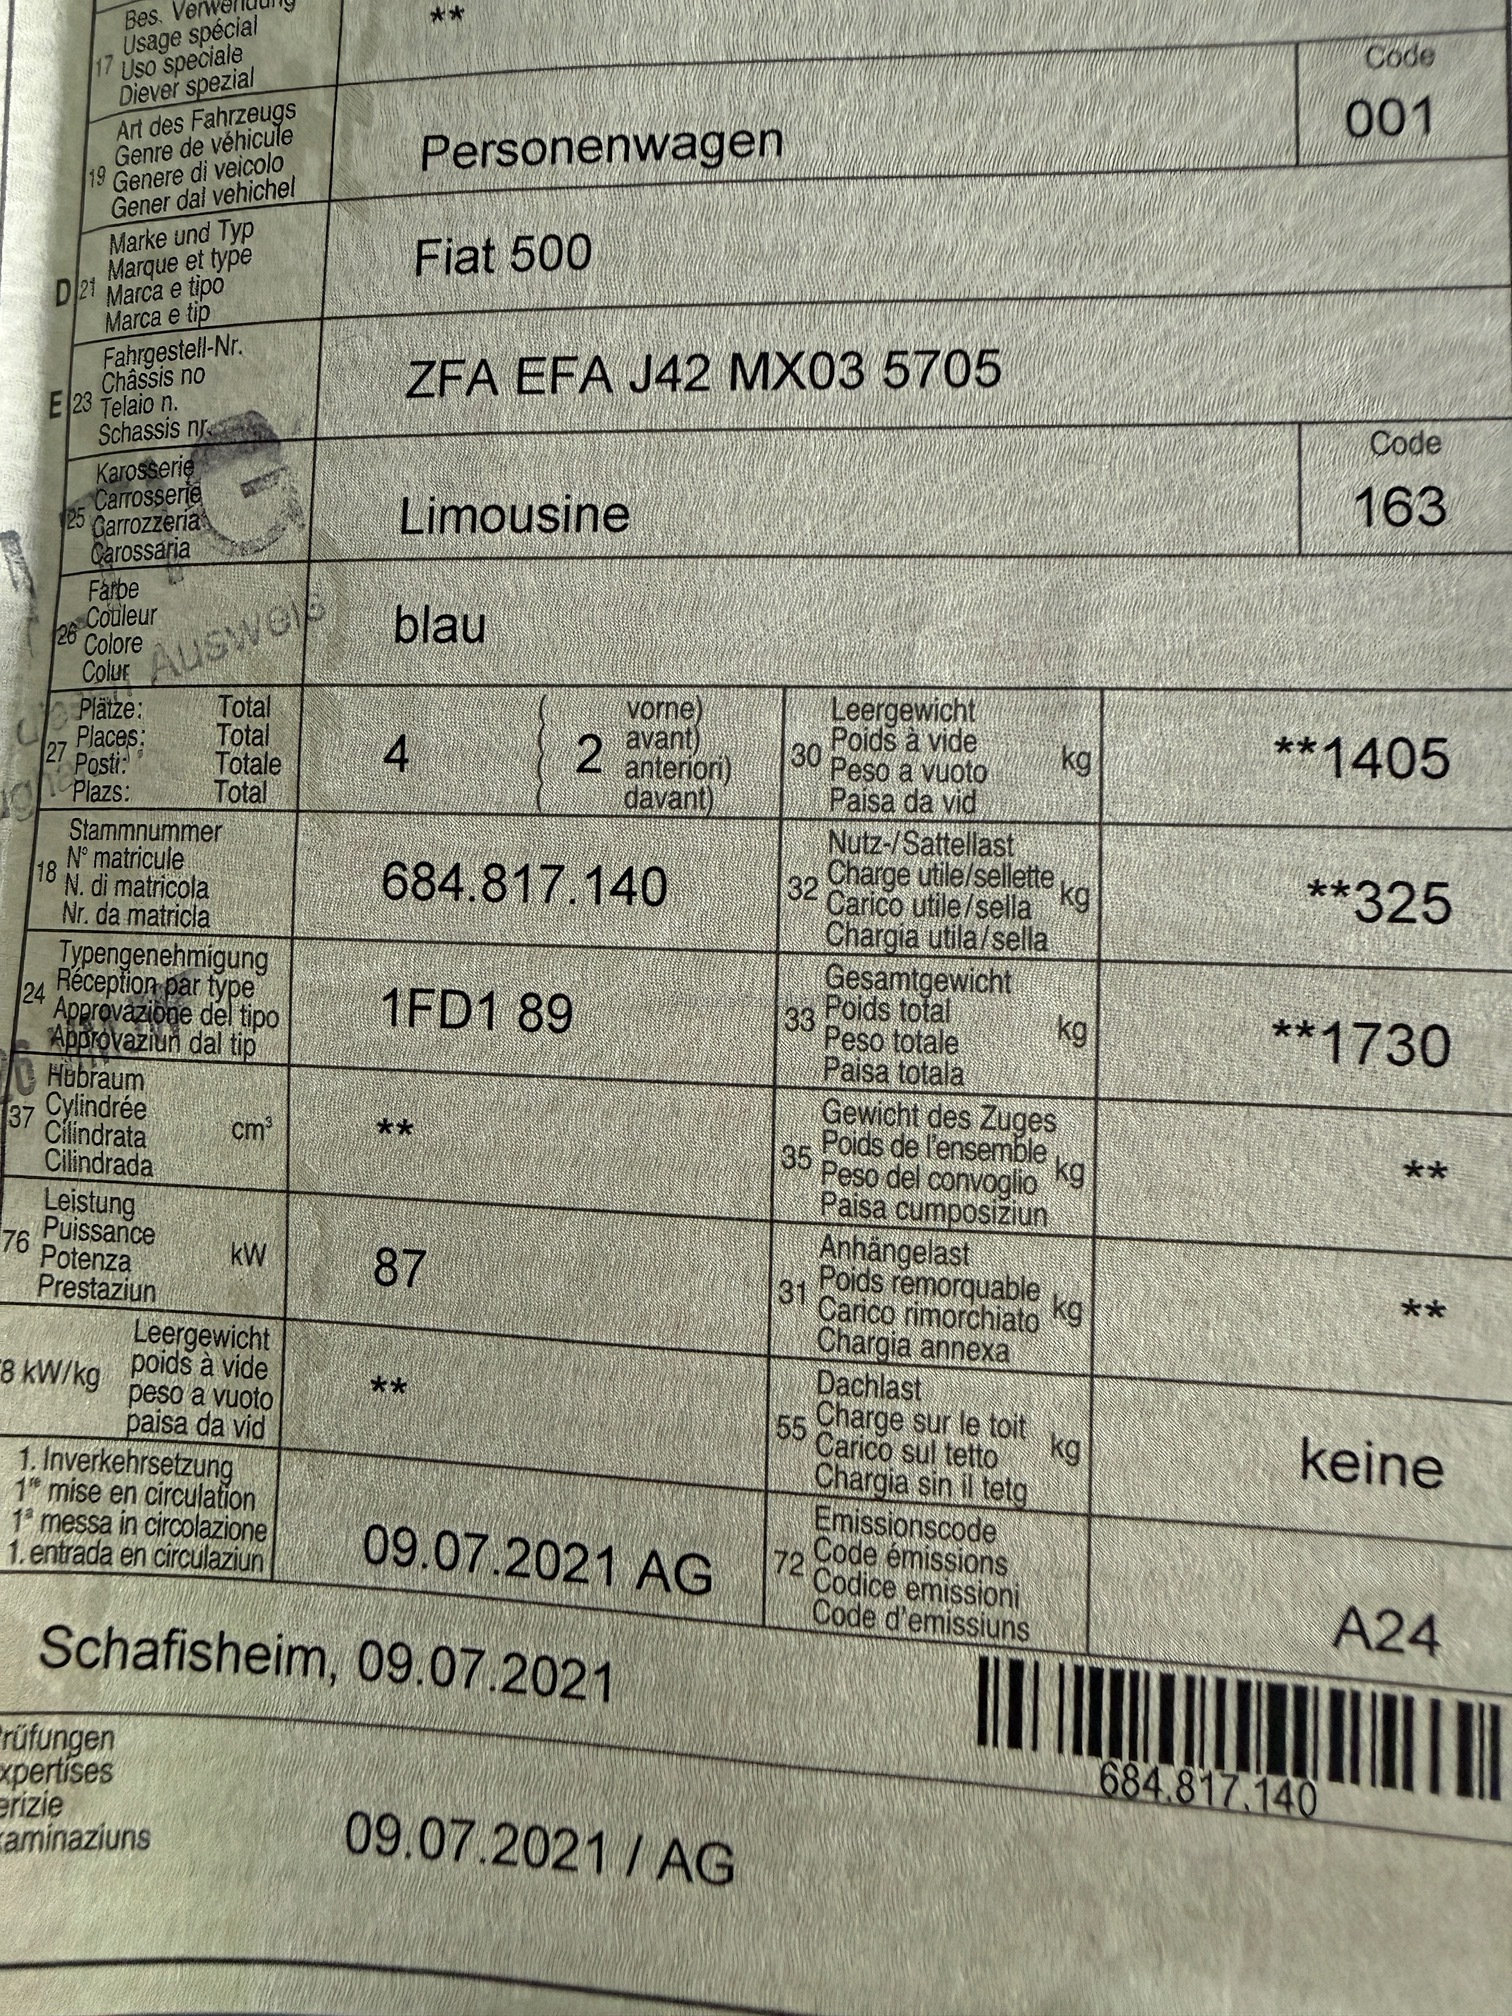 Bes. Verwendung
Usage spécial
17 Uso speciale
Diever spezial
**
Art des Fahrzeugs
Genre de véhicule
19 Genere di veicolo
Gener dal vehichel
Personenwagen
Code
001
Marke und Typ
Marque et type
D 21 Marca e tipo
Marca e tip
Fiat 500
Fahrgestell-Nr.
Châssis no
E 23 Telaio n.
Schassis nr.
ZFA EFA J42 MX03 5705
Karosserie
Carrosserie
25 Carrozzeria
Carossaria
Limousine
Code
163
Farbe
Couleur
26 Colore
Colur
Ausweis
blau
Plätze: Total
Places: Total
27 Posti: Totale
Plazs: Total
4 ( 2 vorne)
avant)
anteriori)
davant)
Leergewicht
30 Poids à vide kg
Peso a vuoto
Paisa da vid
**1405
Stammnummer
18 N° matricule
N. di matricola
Nr. da matricla
684.817.140
Nutz-/Sattellast
32 Charge utile/sellette kg
Carico utile/sella
Chargia utila/sella
**325
Typengenehmigung
24 Réception par type
Approvazione del tipo
Approvaziun dal tip
1FD1 89
Gesamtgewicht
33 Poids total kg
Peso totale
Paisa totala
**1730
Hubraum
37 Cylindrée cm³
Cilindrata
Cilindrada
**
Gewicht des Zuges
35 Poids de l'ensemble kg
Peso del convoglio
Paisa cumposiziun
**
Leistung
76 Puissance kW
Potenza
Prestaziun
87
Anhängelast
31 Poids remorquable kg
Carico rimorchiato
Chargia annexa
**
Leergewicht
8 kW/kg poids à vide
peso a vuoto
paisa da vid
**
Dachlast
55 Charge sur le toit kg
Carico sul tetto
Chargia sin il tetg
keine
1. Inverkehrsetzung
1re mise en circulation
1a messa in circolazione
1. entrada en circulaziun
09.07.2021 AG
Emissionscode
72 Code émissions
Codice emissioni
Code d'emissiuns
A24
Schafisheim, 09.07.2021
684.817.140
rüfungen
xpertises
erizie
aminaziuns
09.07.2021 / AG